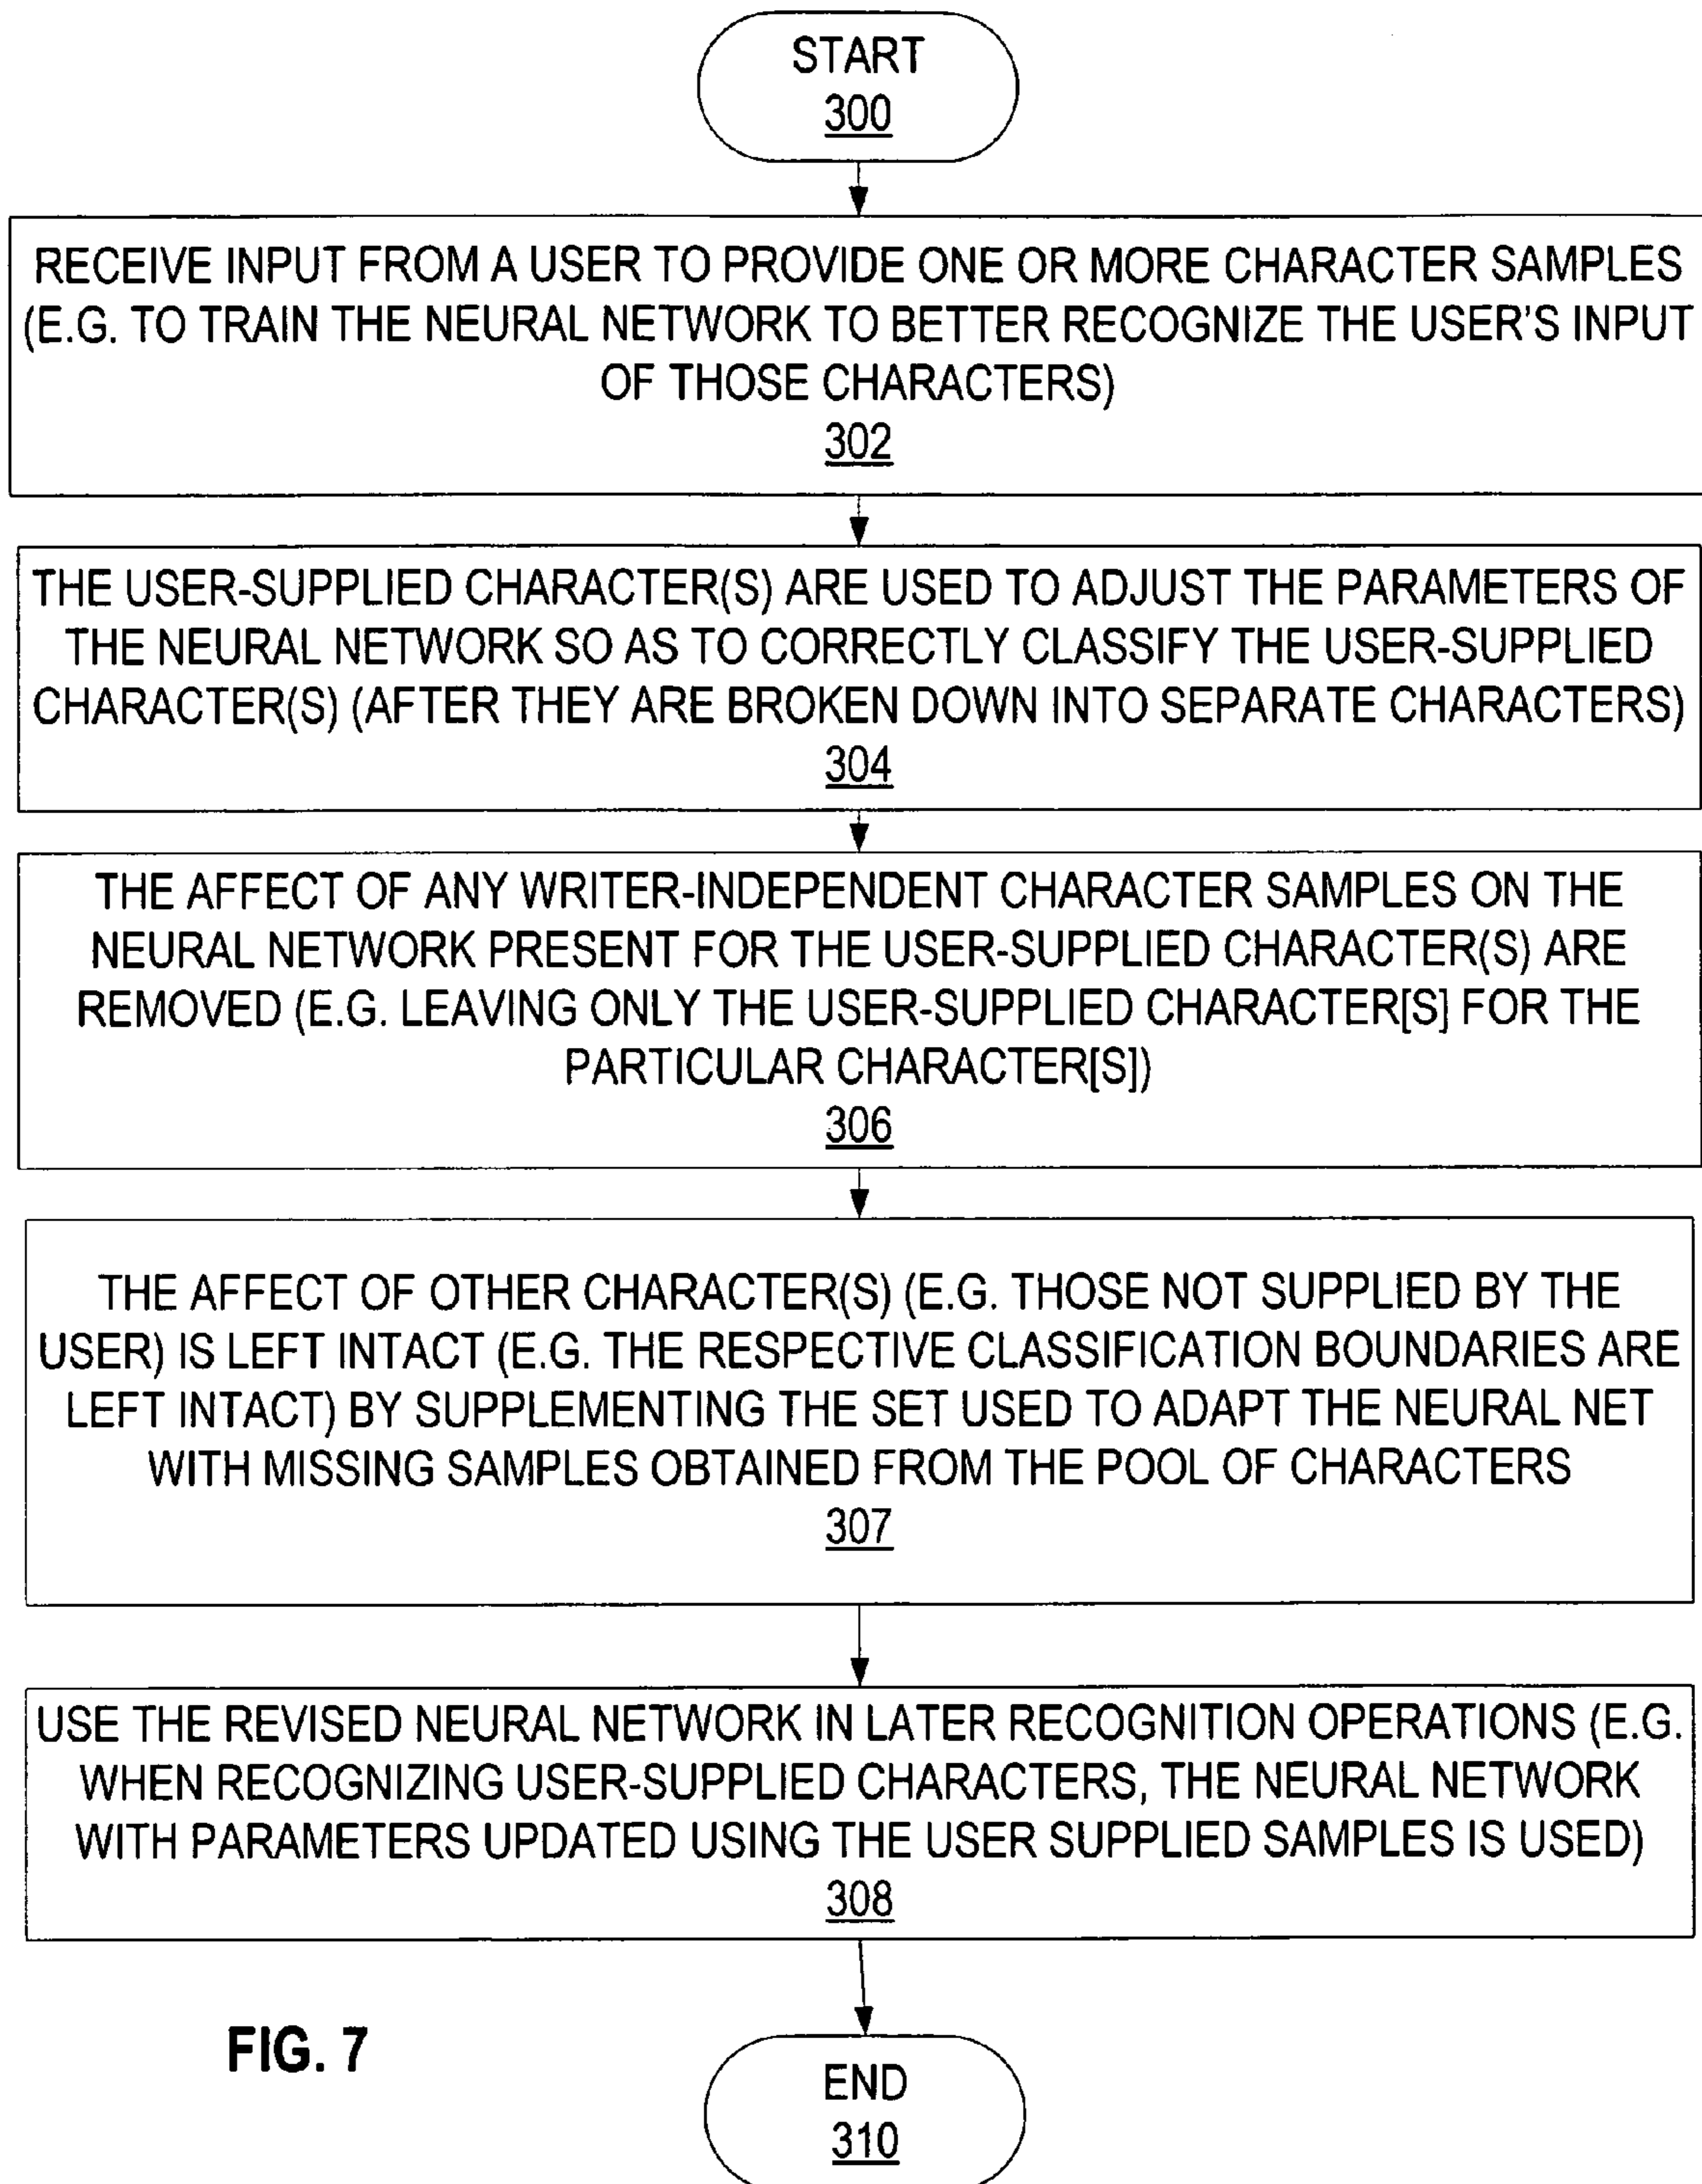 START
300
RECEIVE INPUT FROM A USER TO PROVIDE ONE OR MORE CHARACTER SAMPLES
(E.G. TO TRAIN THE NEURAL NETWORK TO BETTER RECOGNIZE THE USER'S INPUT
OF THOSE CHARACTERS)
302
THE USER-SUPPLIED CHARACTER(S) ARE USED TO ADJUST THE PARAMETERS OF
THE NEURAL NETWORK SO AS TO CORRECTLY CLASSIFY THE USER-SUPPLIED
CHARACTER(S) (AFTER THEY ARE BROKEN DOWN INTO SEPARATE CHARACTERS)
304
THE AFFECT OF ANY WRITER-INDEPENDENT CHARACTER SAMPLES ON THE
NEURAL NETWORK PRESENT FOR THE USER-SUPPLIED CHARACTER(S) ARE
REMOVED (E.G. LEAVING ONLY THE USER-SUPPLIED CHARACTER[S] FOR THE
PARTICULAR CHARACTER[S])
306
THE AFFECT OF OTHER CHARACTER(S) (E.G. THOSE NOT SUPPLIED BY THE
USER) IS LEFT INTACT (E.G. THE RESPECTIVE CLASSIFICATION BOUNDARIES ARE
LEFT INTACT) BY SUPPLEMENTING THE SET USED TO ADAPT THE NEURAL NET
WITH MISSING SAMPLES OBTAINED FROM THE POOL OF CHARACTERS
307
USE THE REVISED NEURAL NETWORK IN LATER RECOGNITION OPERATIONS (E.G.
WHEN RECOGNIZING USER-SUPPLIED CHARACTERS, THE NEURAL NETWORK
WITH PARAMETERS UPDATED USING THE USER SUPPLIED SAMPLES IS USED)
308
FIG. 7
END
310